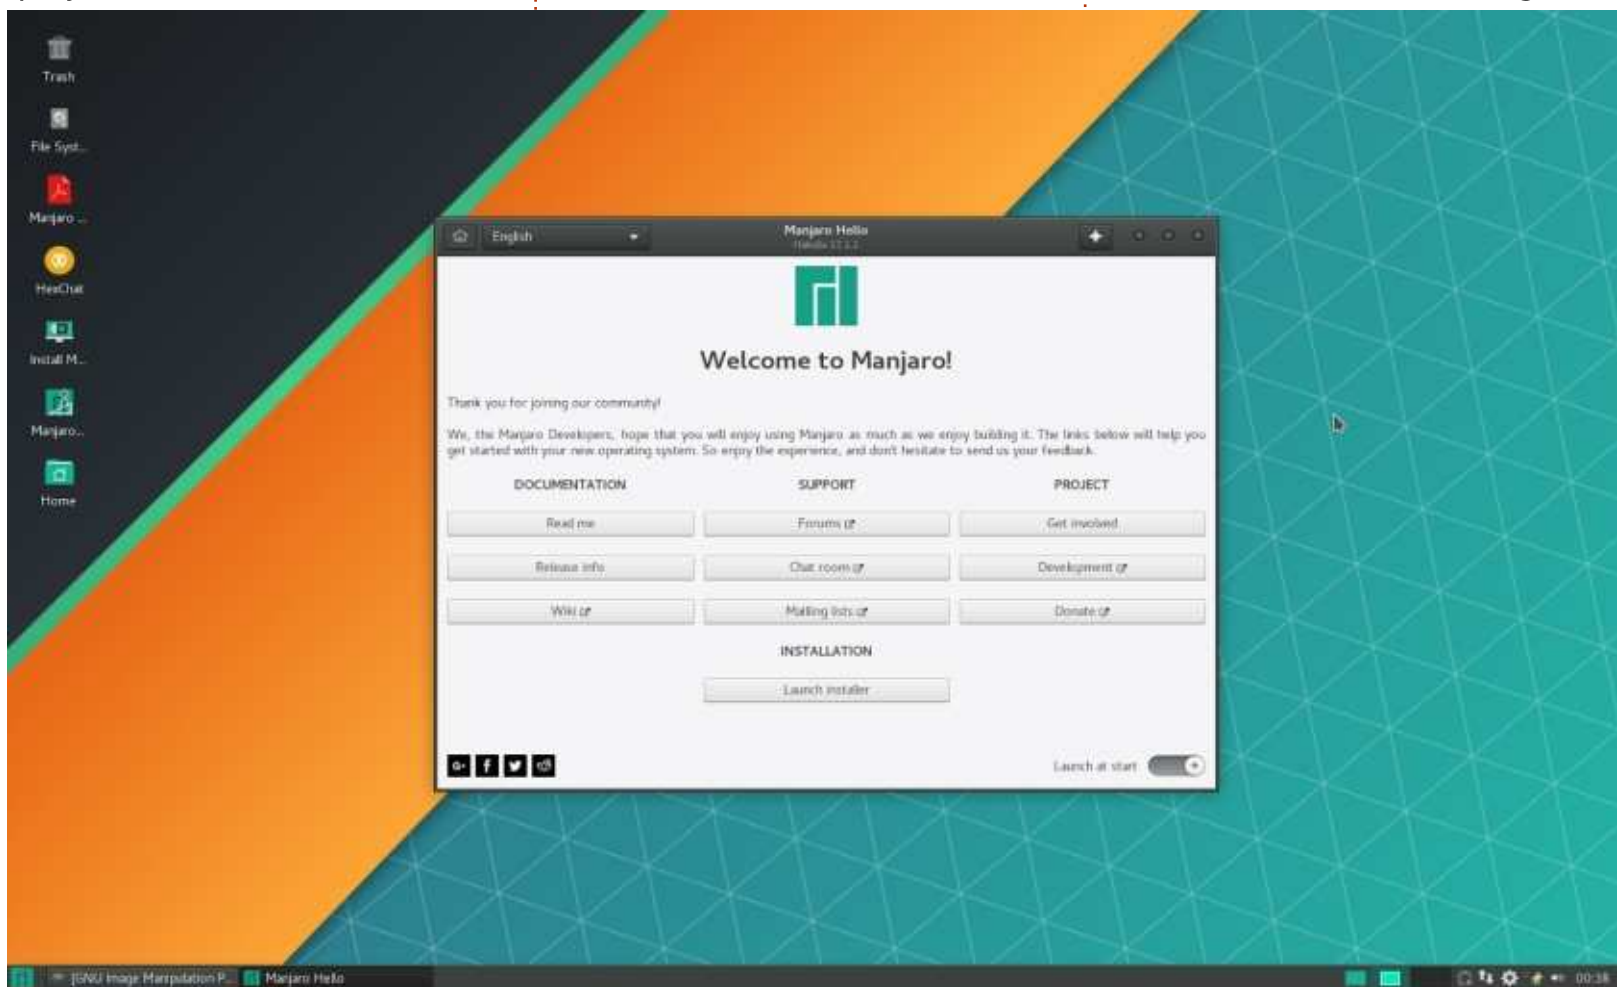 Trash
File Syst...
Manjaro ...
HexChat
Install M...
Manjaro...
Home
English
Manjaro Hello
Welcome to Manjaro!
Thank you for joining our community!
We, the Manjaro Developers, hope that you will enjoy using Manjaro as much as we enjoy building it. The links below will help you
get started with your new operating system. So enjoy the experience, and don't hesitate to send us your feedback.
DOCUMENTATION SUPPORT PROJECT
Read me Forums Get involved
Release info Chat room Development
Wiki Mailing lists Donate
INSTALLATION
Launch installer
G+
Launch at start
[GNU Image Manipulation P... Manjaro Hello 00:38